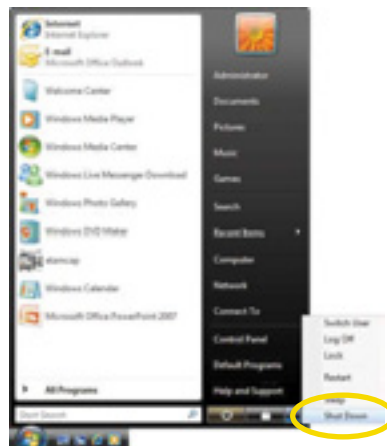 Internet
Internet Explorer
E-mail
Microsoft Office Outlook
Welcome Center
Windows Media Player
Windows Media Center
Windows Live Messenger Download
Windows Photo Gallery
Windows DVD Maker
Windows Calendar
Microsoft Office PowerPoint 2007
All Programs
Start Search
Administrator
Documents
Pictures
Music
Games
Search
Recent Items
Computer
Network
Connect To
Control Panel
Default Programs
Help and Support
Switch User
Log Off
Lock
Restart
Sleep
Shut Down